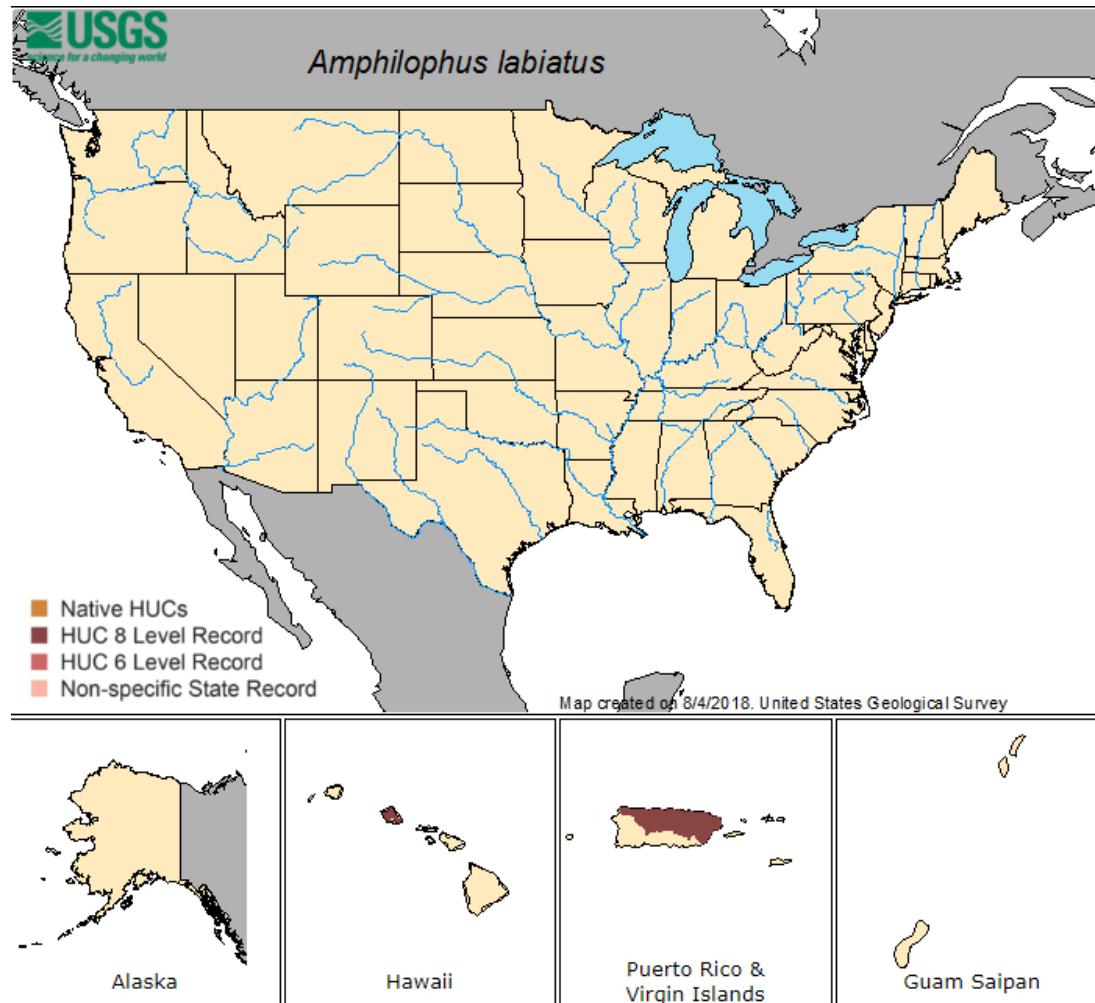 USGS
science for a changing world
Amphilophus labiatus
Native HUCs
HUC 8 Level Record
HUC 6 Level Record
Non-specific State Record
Map created on 8/4/2018. United States Geological Survey
Alaska
Hawaii
Puerto Rico &
Virgin Islands
Guam Saipan